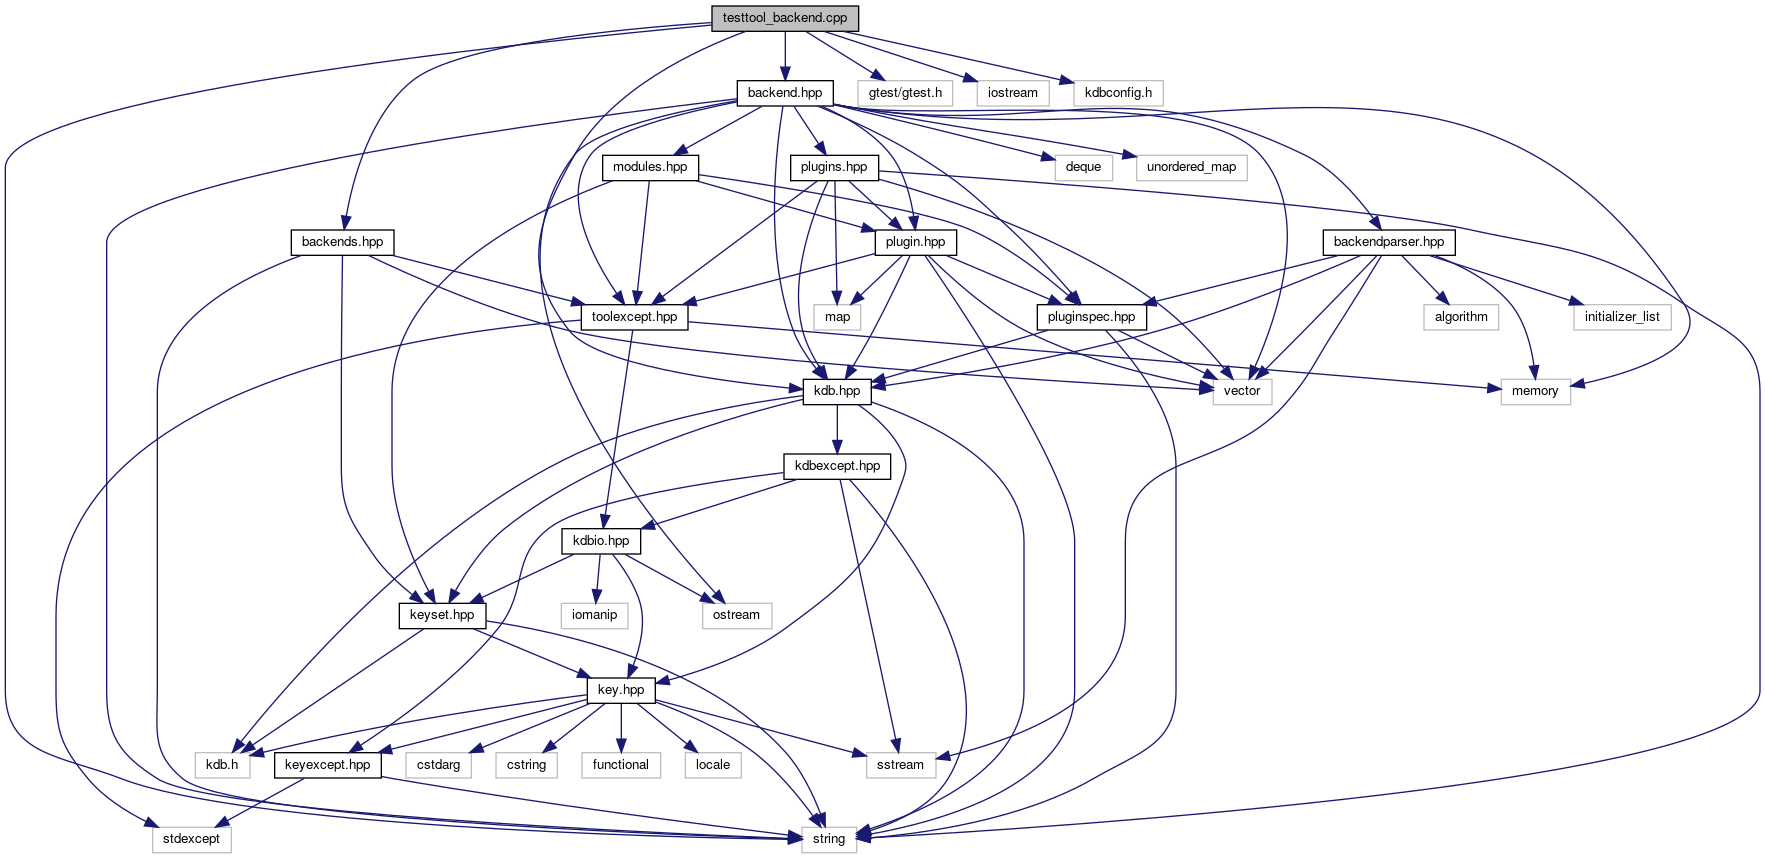 testtool_backend.cpp
backend.hpp
gtest/gtest.h
iostream
kdbconfig.h
modules.hpp
plugins.hpp
deque
unordered_map
backends.hpp
plugin.hpp
backendparser.hpp
toolexcept.hpp
map
pluginspec.hpp
algorithm
initializer_list
kdb.hpp
vector
memory
kdbexcept.hpp
kdbio.hpp
keyset.hpp
iomanip
ostream
key.hpp
kdb.h
keyexcept.hpp
cstdarg
cstring
functional
locale
sstream
stdexcept
string